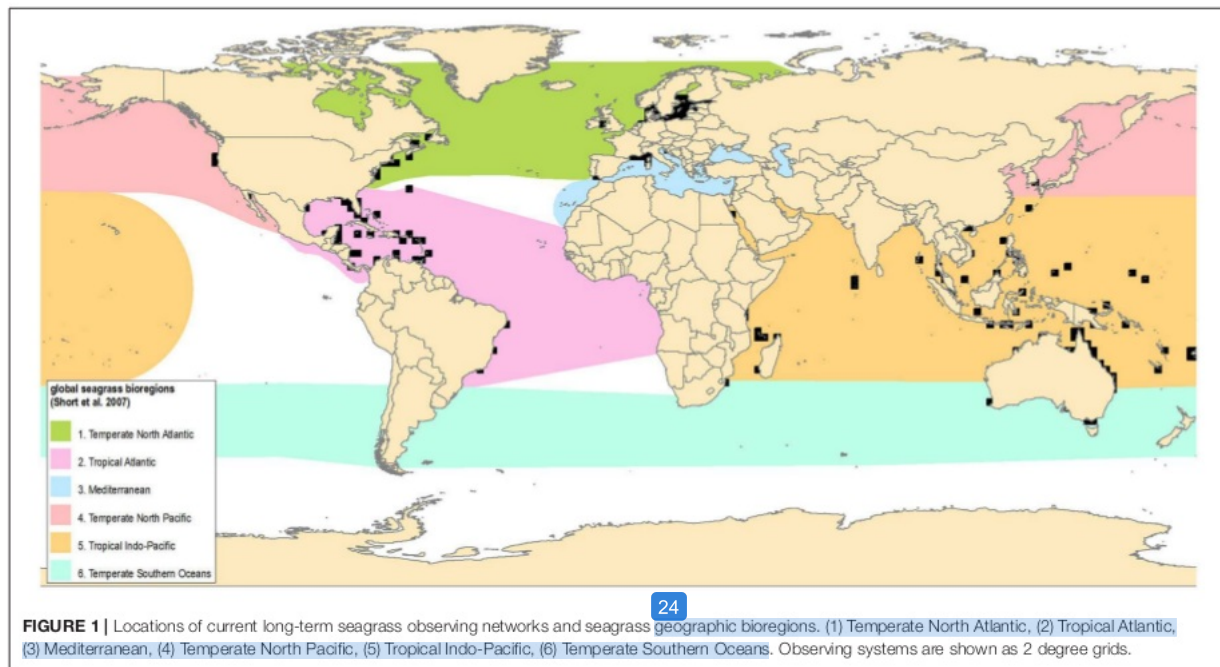 global seagrass bioregions
(Short et al. 2007)
1. Temperate North Atlantic
2. Tropical Atlantic
3. Mediterranean
4. Temperate North Pacific
5. Tropical Indo-Pacific
6. Temperate Southern Oceans
24
FIGURE 1 | Locations of current long-term seagrass observing networks and seagrass geographic bioregions. (1) Temperate North Atlantic, (2) Tropical Atlantic,
(3) Mediterranean, (4) Temperate North Pacific, (5) Tropical Indo-Pacific, (6) Temperate Southern Oceans. Observing systems are shown as 2 degree grids.